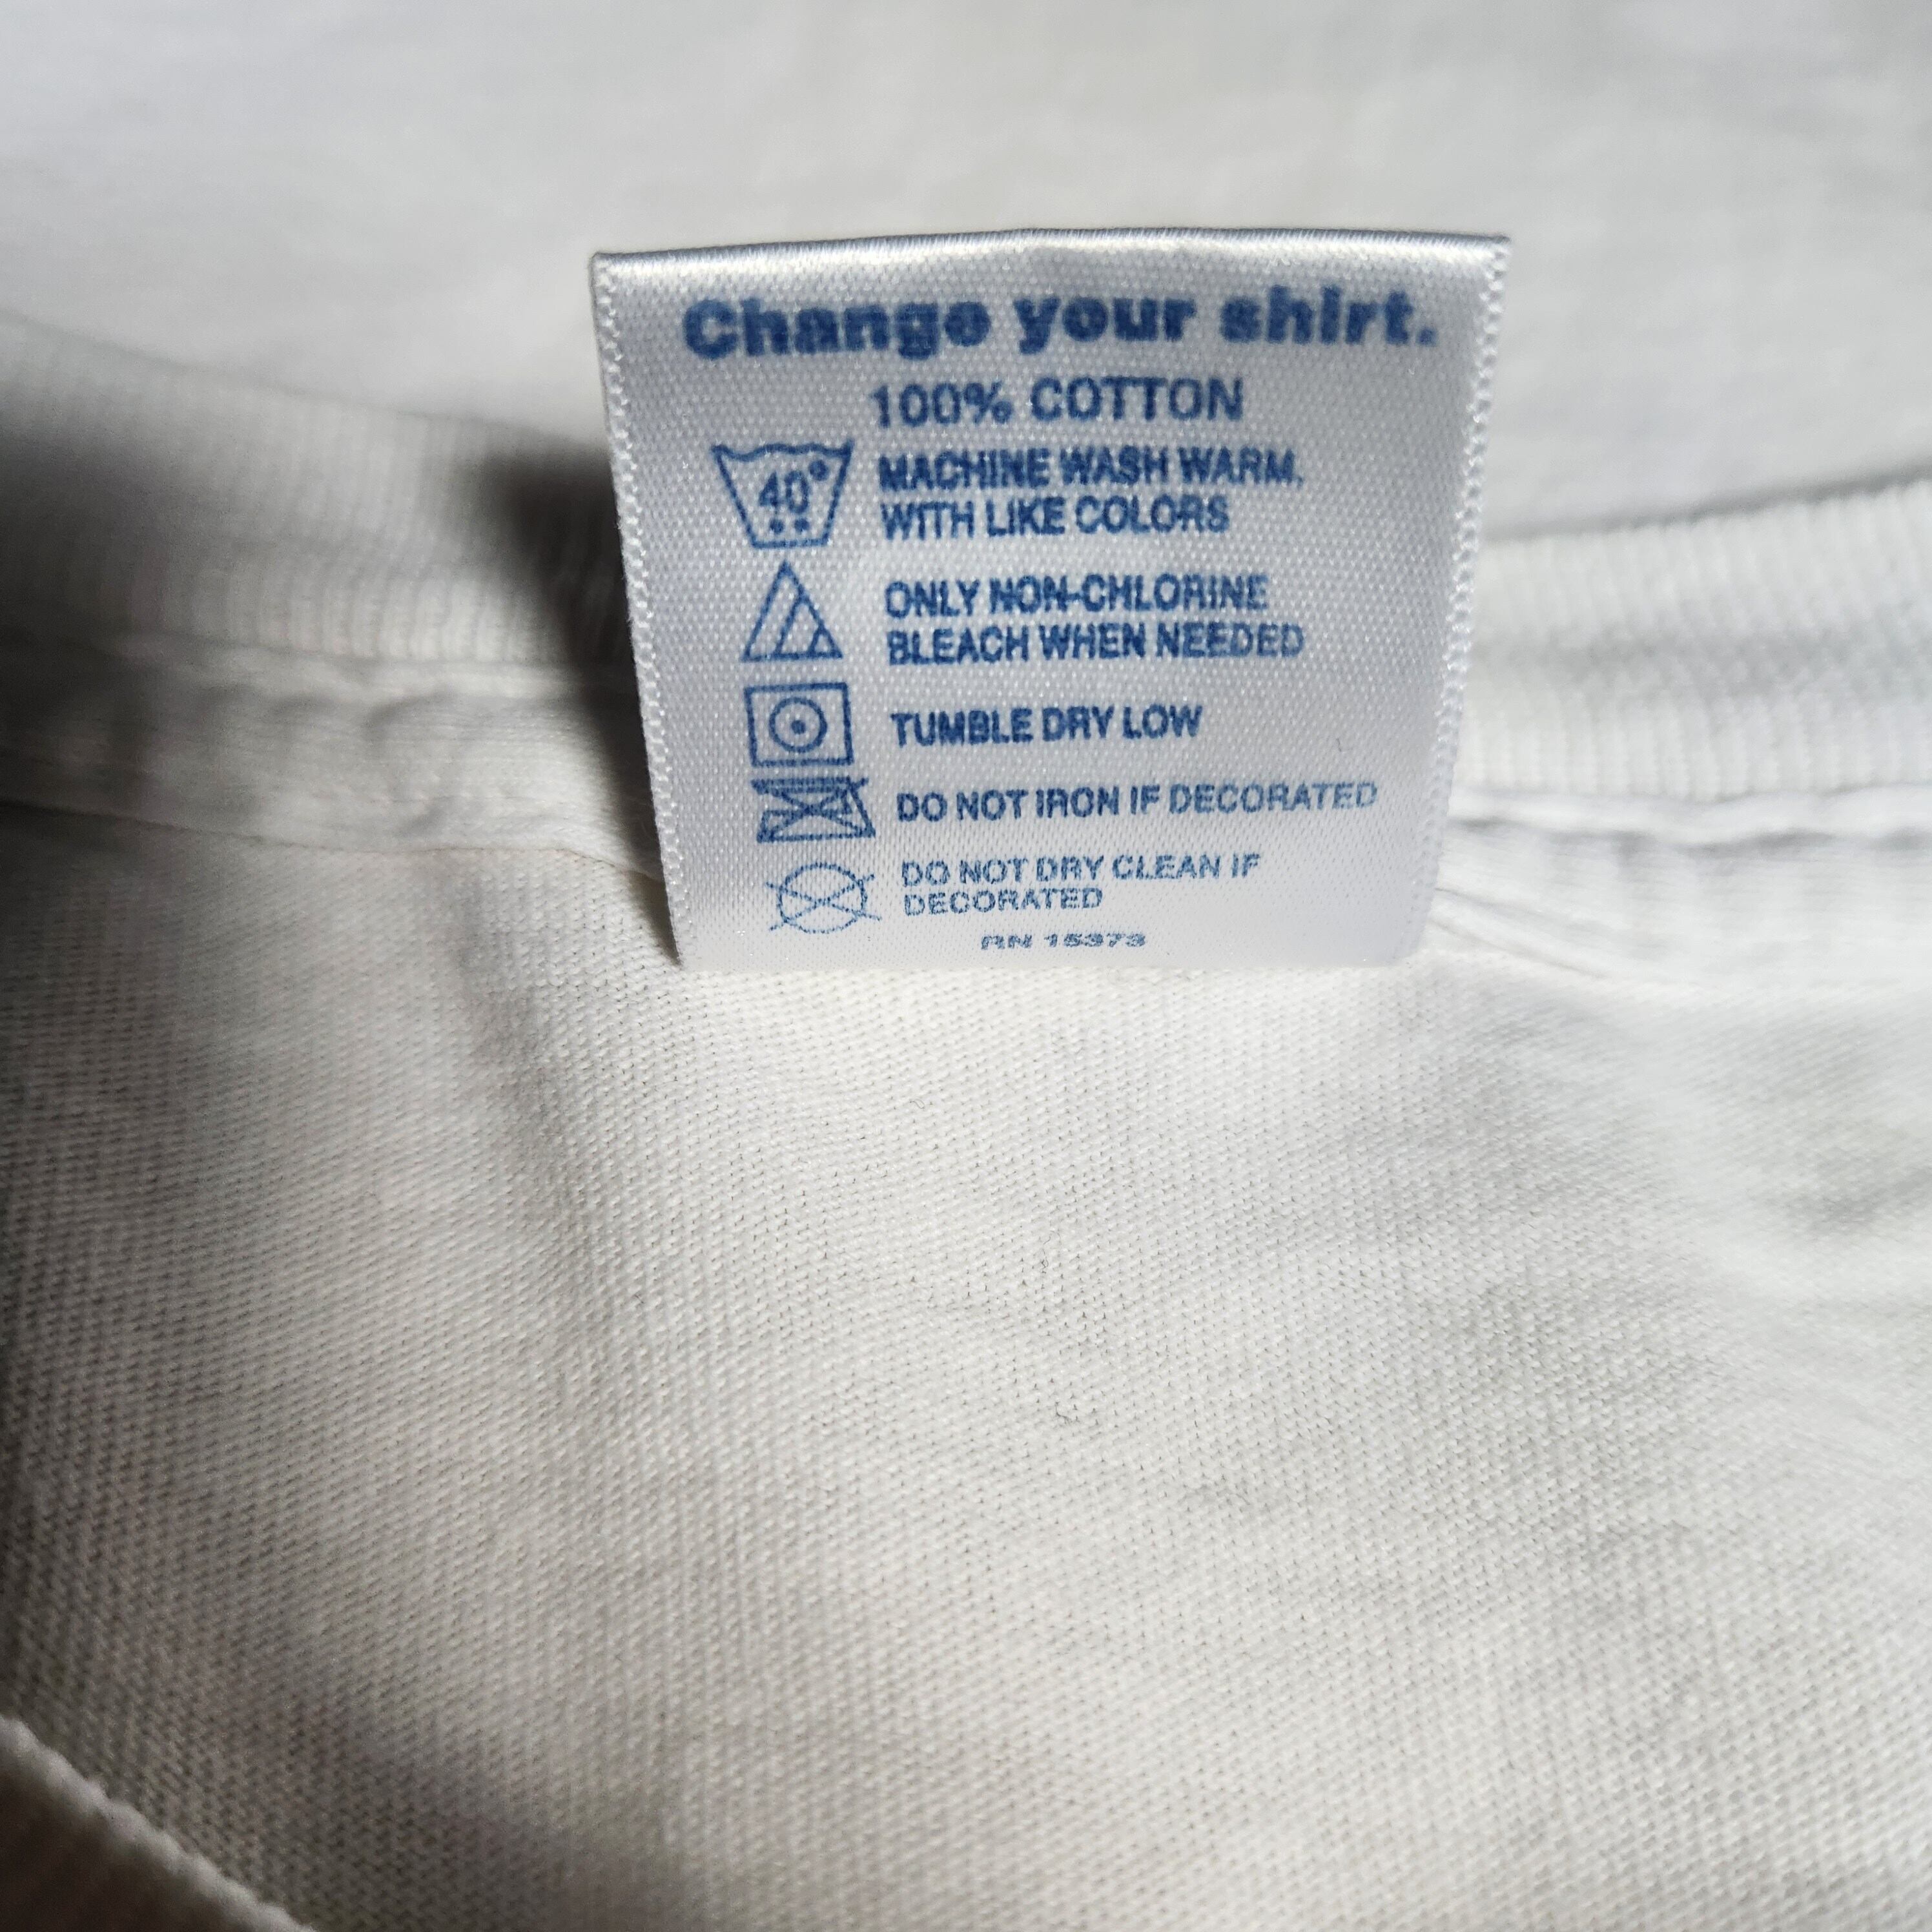 Change your shirt.
100% COTTON
40°
MACHINE WASH WARM,
WITH LIKE COLORS
ONLY NON-CHLORINE
BLEACH WHEN NEEDED
TUMBLE DRY LOW
DO NOT IRON IF DECORATED
DO NOT DRY CLEAN IF
DECORATED
RN 15373